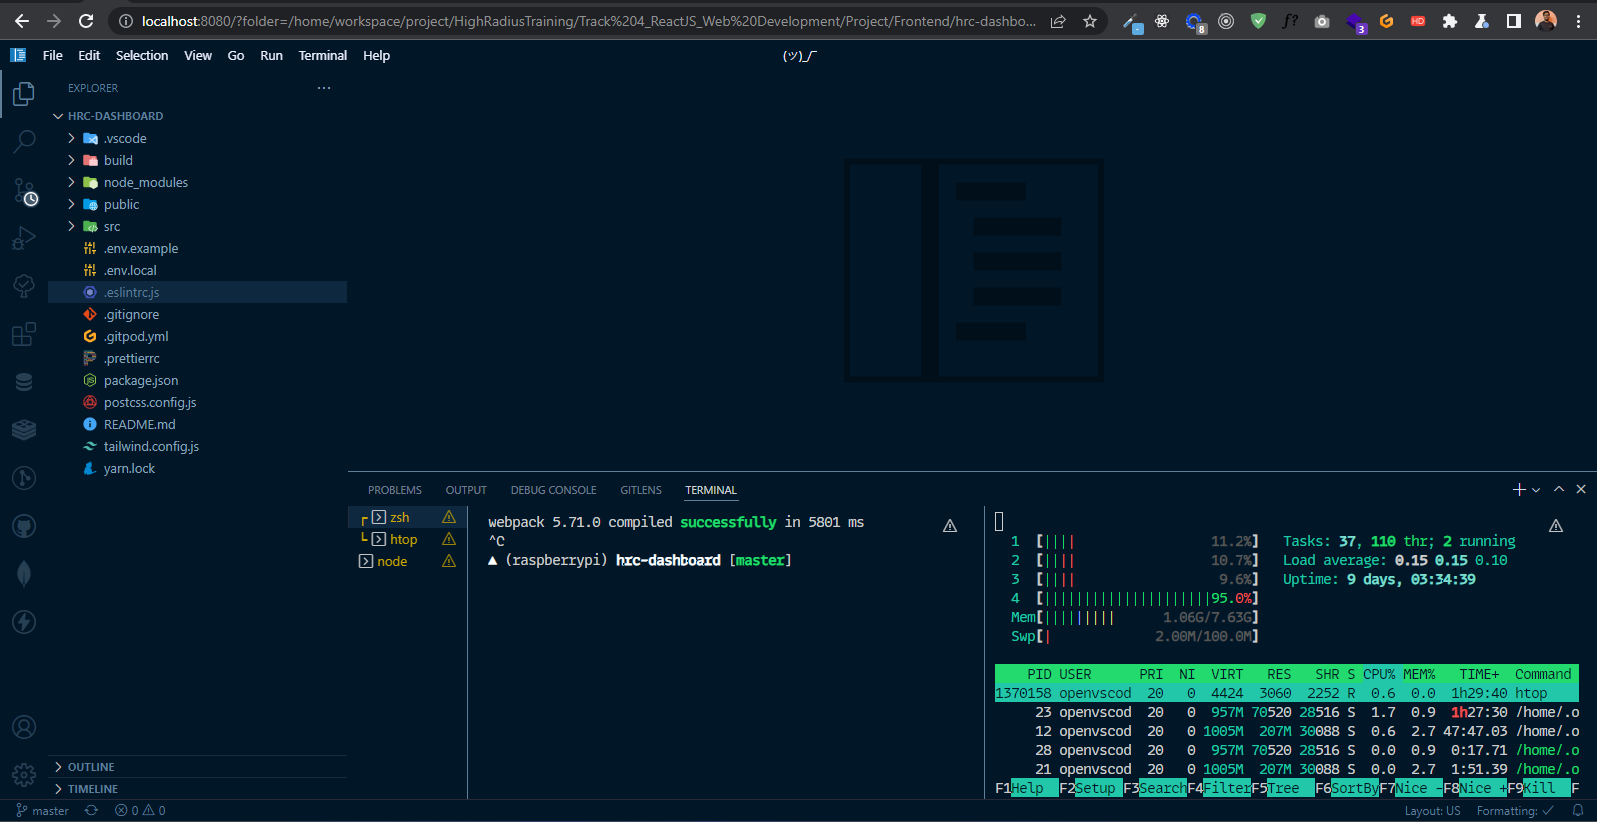 localhost:8080/?folder=/home/workspace/project/HighRadiusTraining/Track%204_ReactJS_Web%20Development/Project/Frontend/hrc-dashbo...
8
f?
3
HD
File Edit Selection View Go Run Terminal Help
(ツ)_/¯
EXPLORER
HRC-DASHBOARD
.vscode
build
node_modules
public
src
.env.example
.env.local
.eslintrc.js
.gitignore
.gitpod.yml
.prettierrc
package.json
postcss.config.js
README.md
tailwind.config.js
yarn.lock
OUTLINE
TIMELINE
PROBLEMS OUTPUT DEBUG CONSOLE GITLENS TERMINAL
zsh
htop
node
webpack 5.71.0 compiled successfully in 5801 ms
^C
▲ (raspberrypi) hrc-dashboard [master]
1 [|||| 11.2%] Tasks: 37, 110 thr; 2 running
2 [|||| 10.7%] Load average: 0.15 0.15 0.10
3 [|||| 9.6%] Uptime: 9 days, 03:34:39
4 [|||||||||||||||||||||95.0%]
Mem[||||||||| 1.06G/7.63G]
Swp[| 2.00M/100.0M]
PID USER PRI NI VIRT RES SHR S CPU% MEM% TIME+ Command
1370158 openvscod 20 0 4424 3060 2252 R 0.6 0.0 1h29:40 htop
23 openvscod 20 0 957M 70520 28516 S 1.7 0.9 1h27:30 /home/.o
12 openvscod 20 0 1005M 207M 30088 S 0.6 2.7 47:47.03 /home/.o
28 openvscod 20 0 957M 70520 28516 S 0.0 0.9 0:17.71 /home/.o
21 openvscod 20 0 1005M 207M 30088 S 0.0 2.7 1:51.39 /home/.o
F1Help F2Setup F3SearchF4FilterF5Tree F6SortByF7Nice -F8Nice +F9Kill F
master 0 0 Layout: US Formatting: ✓